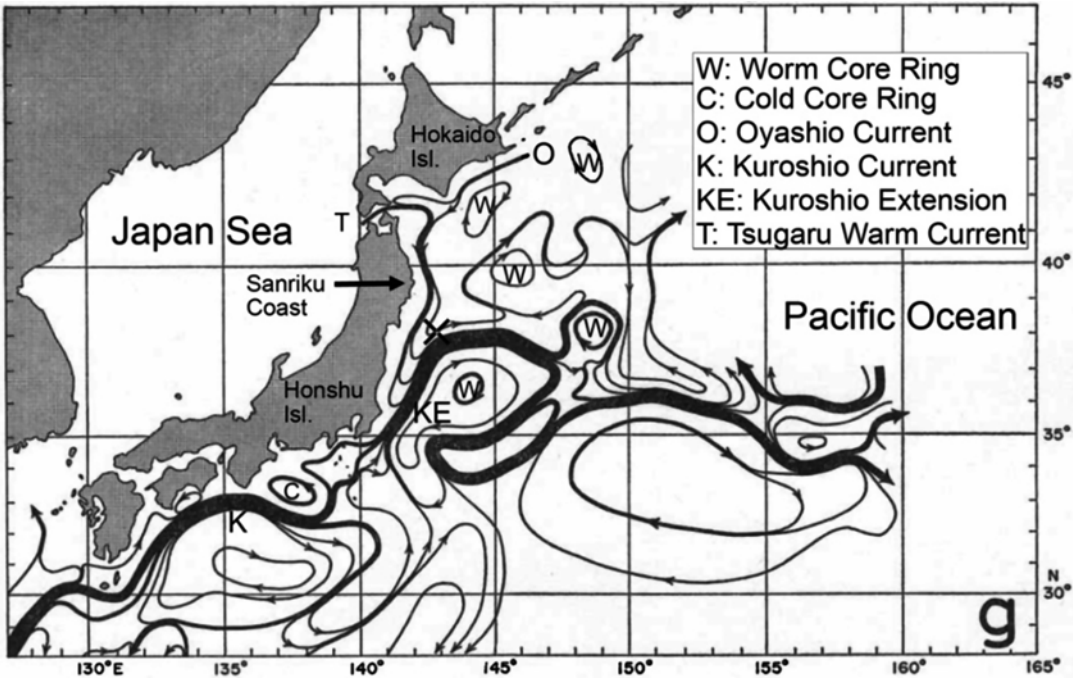 W: Worm Core Ring
C: Cold Core Ring
O: Oyashio Current
K: Kuroshio Current
KE: Kuroshio Extension
T: Tsugaru Warm Current
45°
Hokaido
Isl.
O
W
W
T
Japan Sea
W
40°
Sanriku
Coast
W
Pacific Ocean
W
Honshu
Isl.
KE
35°
C
K
N
30°
g
130°E
135°
140°
145°
150°
155°
160°
165°